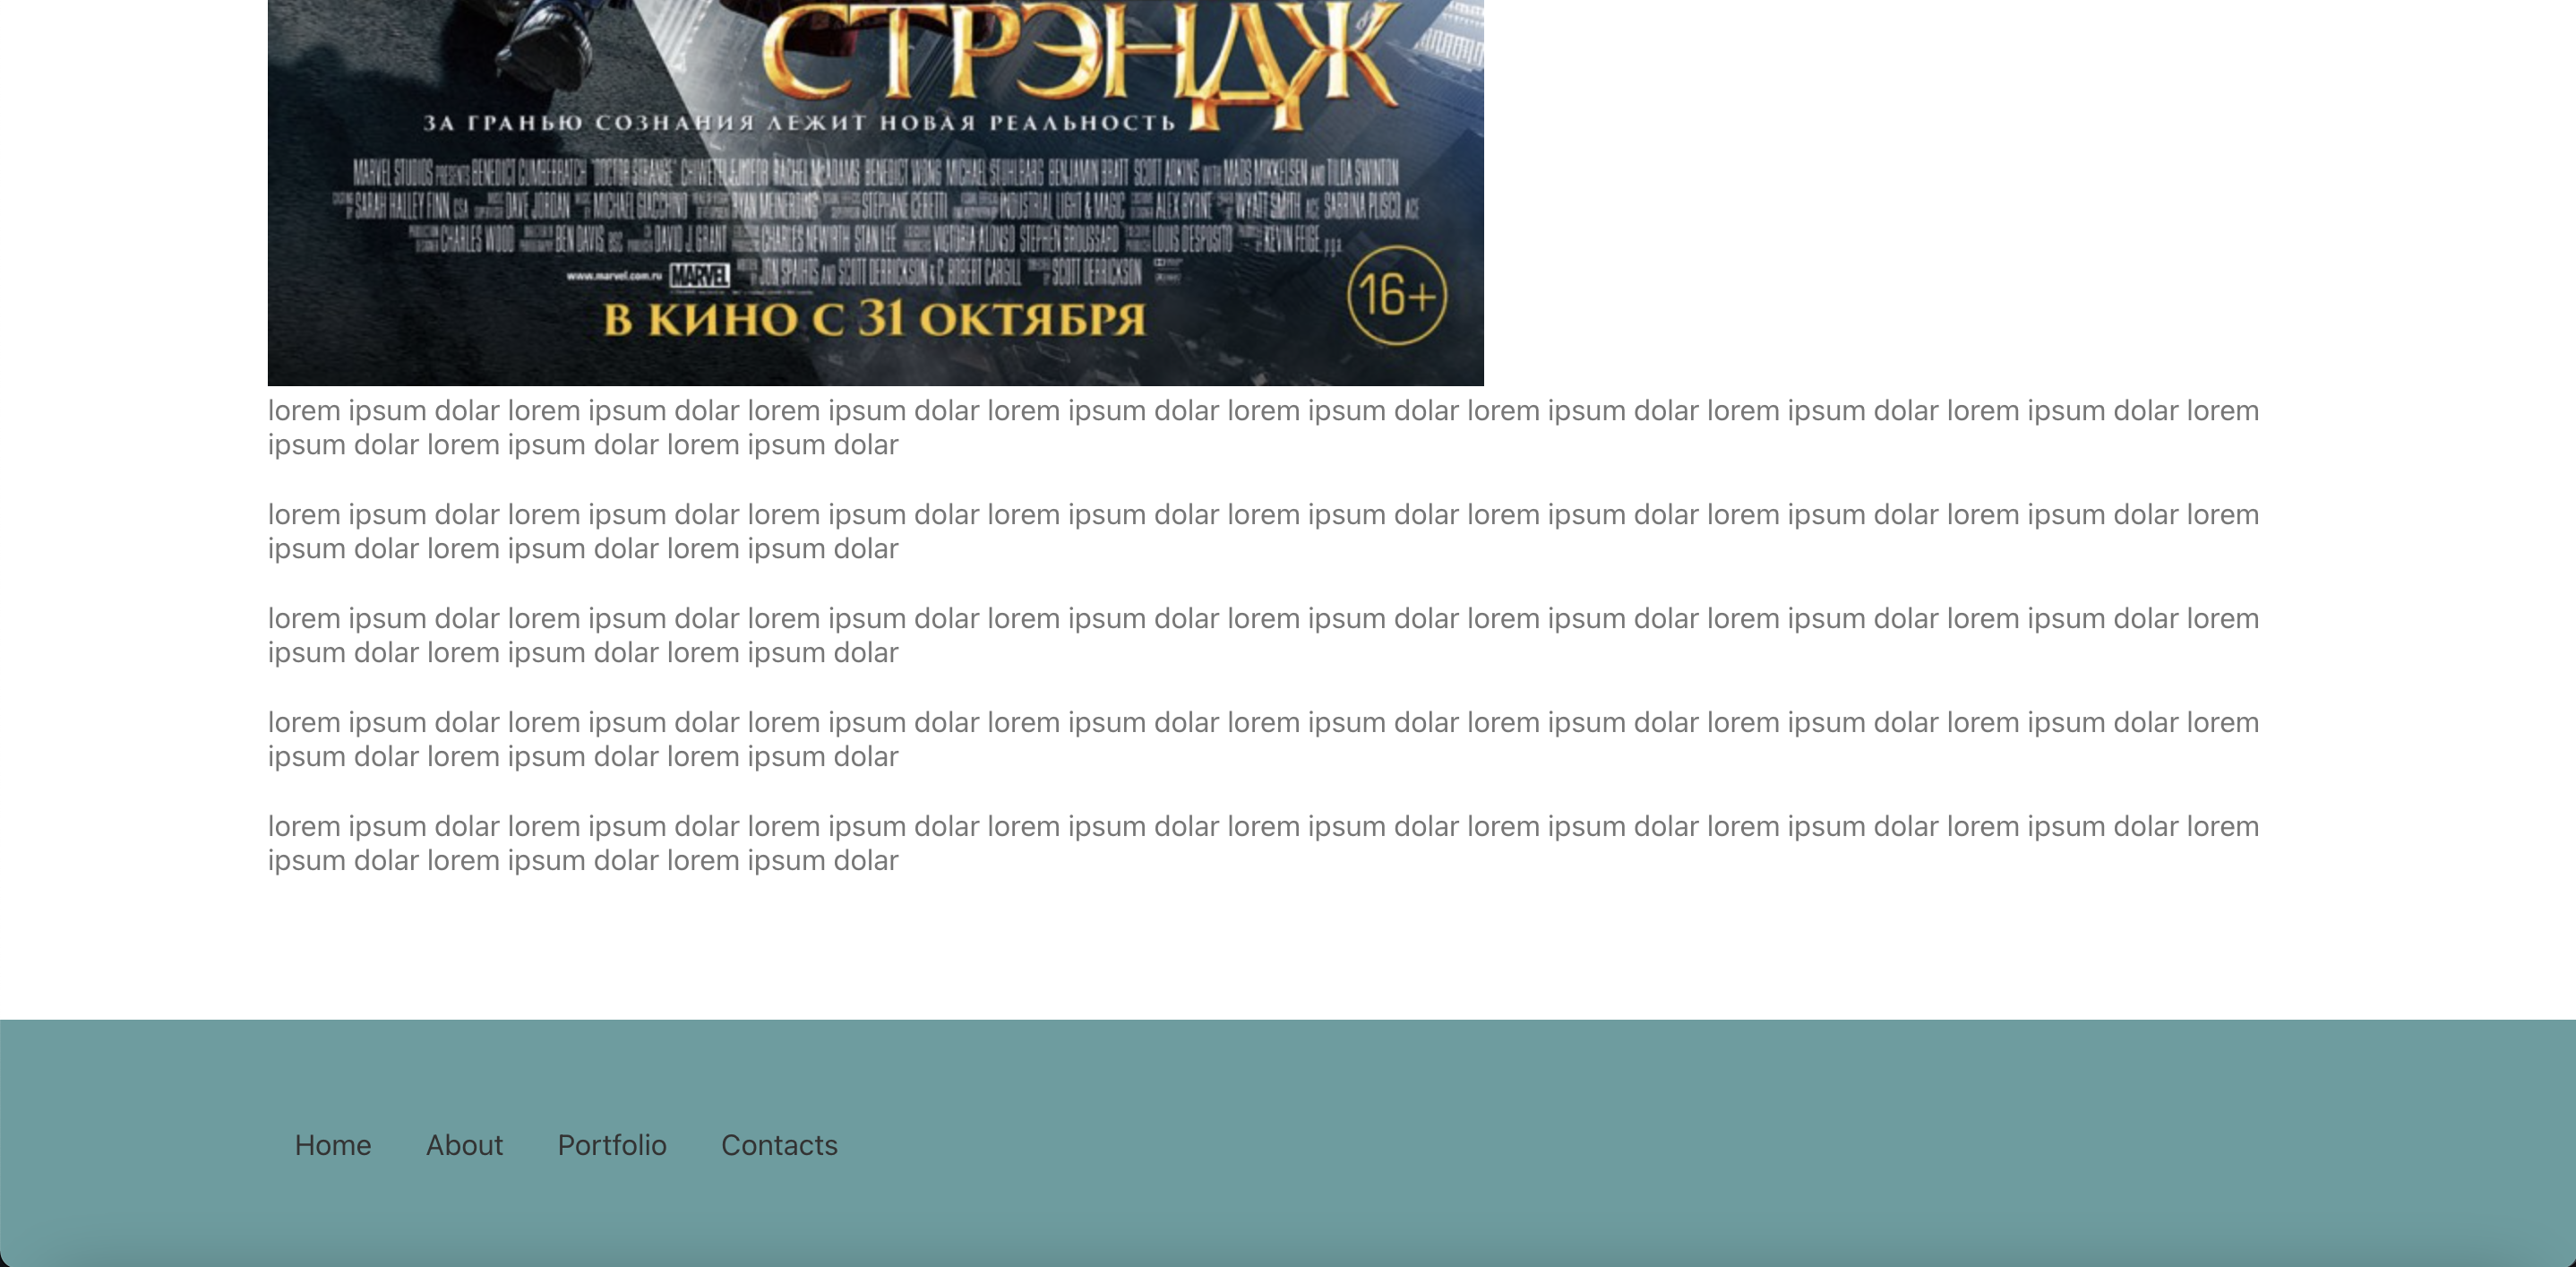 СТРЭНДЖ
ЗА ГРАНЬЮ СОЗНАНИЯ ЛЕЖИТ НОВАЯ РЕАЛЬНОСТЬ
MARVEL STUDIOS PRESENTS BENEDICT CUMBERBATCH "DOCTOR STRANGE" CHIWETEL EJIOFOR RACHEL McADAMS BENEDICT WONG MICHAEL STUHLBARG BENJAMIN BRATT SCOTT ADKINS WITH MADS MIKKELSEN AND TILDA SWINTON
SARAH HALLEY FINN CSA DAVE JORDAN MICHAEL GIACCHINO RYAN MEINERDING STEPHANE CERETTI INDUSTRIAL LIGHT & MAGIC ALEX BYRNE WYATT SMITH ACE SABRINA PLISCO ACE
CHARLES WOOD BEN DAVIS BSC DAVID J. GRANT CHARLES NEWIRTH STAN LEE VICTORIA ALONSO STEPHEN BROUSSARD LOUIS D'ESPOSITO KEVIN FEIGE p.g.a.
www.marvel.com.ru MARVEL JON SPAIHTS AND SCOTT DERRICKSON & C. ROBERT CARGILL SCOTT DERRICKSON
В КИНО С 31 ОКТЯБРЯ
16+
lorem ipsum dolar lorem ipsum dolar lorem ipsum dolar lorem ipsum dolar lorem ipsum dolar lorem ipsum dolar lorem ipsum dolar lorem ipsum dolar lorem
ipsum dolar lorem ipsum dolar lorem ipsum dolar
lorem ipsum dolar lorem ipsum dolar lorem ipsum dolar lorem ipsum dolar lorem ipsum dolar lorem ipsum dolar lorem ipsum dolar lorem ipsum dolar lorem
ipsum dolar lorem ipsum dolar lorem ipsum dolar
lorem ipsum dolar lorem ipsum dolar lorem ipsum dolar lorem ipsum dolar lorem ipsum dolar lorem ipsum dolar lorem ipsum dolar lorem ipsum dolar lorem
ipsum dolar lorem ipsum dolar lorem ipsum dolar
lorem ipsum dolar lorem ipsum dolar lorem ipsum dolar lorem ipsum dolar lorem ipsum dolar lorem ipsum dolar lorem ipsum dolar lorem ipsum dolar lorem
ipsum dolar lorem ipsum dolar lorem ipsum dolar
lorem ipsum dolar lorem ipsum dolar lorem ipsum dolar lorem ipsum dolar lorem ipsum dolar lorem ipsum dolar lorem ipsum dolar lorem ipsum dolar lorem
ipsum dolar lorem ipsum dolar lorem ipsum dolar
Home About Portfolio Contacts